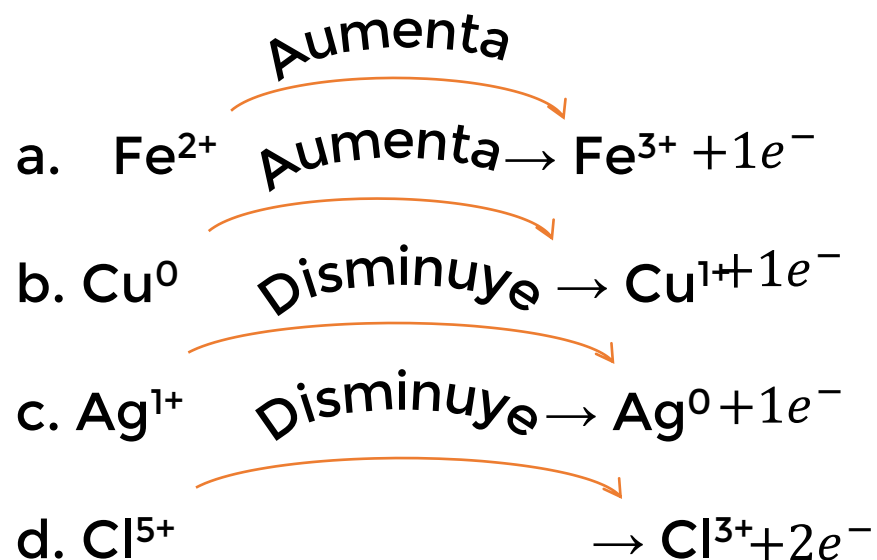 Aumenta
a. Fe²⁺ → Fe³⁺ +1e⁻
Aumenta
b. Cu⁰ → Cu¹⁺ +1e⁻
Disminuye
c. Ag¹⁺ → Ag⁰ +1e⁻
Disminuye
d. Cl⁵⁺ → Cl³⁺ +2e⁻